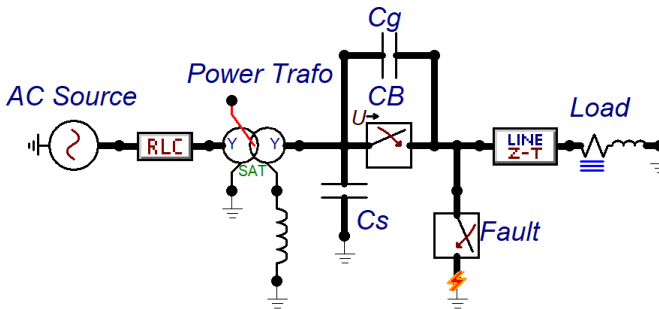 Cg
Power Trafo
AC Source
CB
U
Load
RLC
Y Y
SAT
LINE
Z-T
Cs
Fault